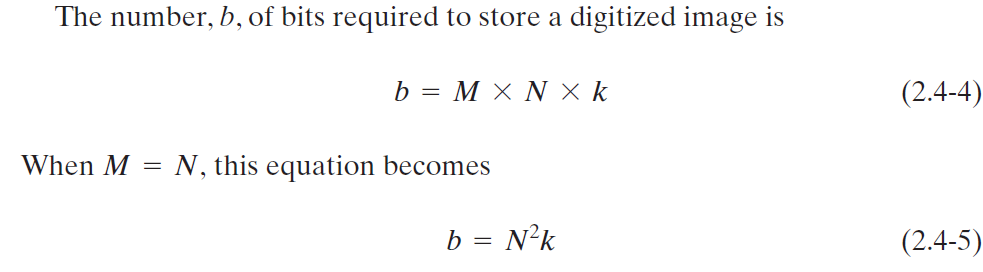 The number, b, of bits required to store a digitized image is
b = M × N × k (2.4-4)
When M = N, this equation becomes
b = N²k (2.4-5)